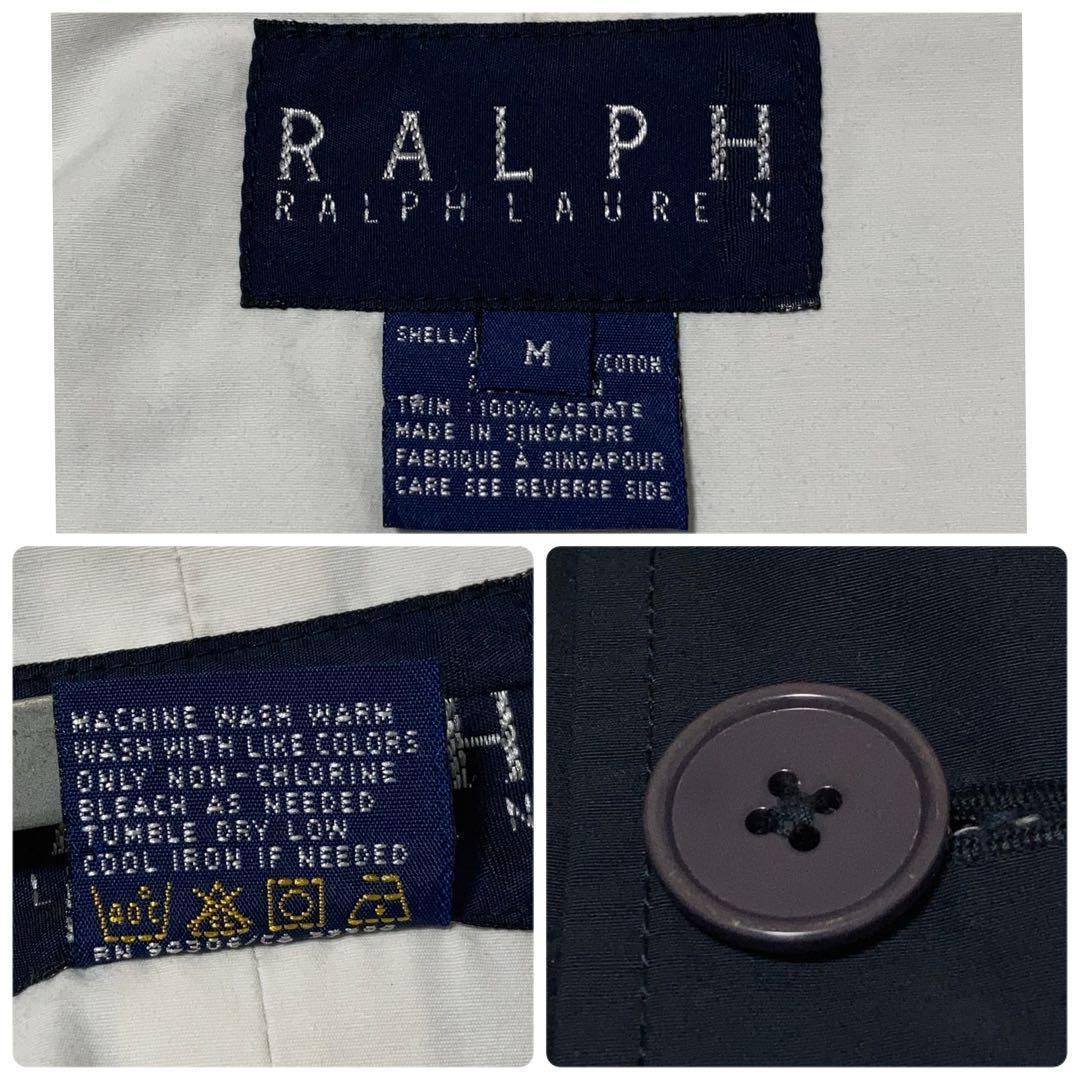 RALPH
RALPH LAUREN
M
SHELL/
/COTON
TRIM : 100% ACETATE
MADE IN SINGAPORE
FABRIQUE À SINGAPOUR
CARE SEE REVERSE SIDE
MACHINE WASH WARM
WASH WITH LIKE COLORS
ONLY NON-CHLORINE
BLEACH AS NEEDED
TUMBLE DRY LOW
COOL IRON IF NEEDED
40°C
RN